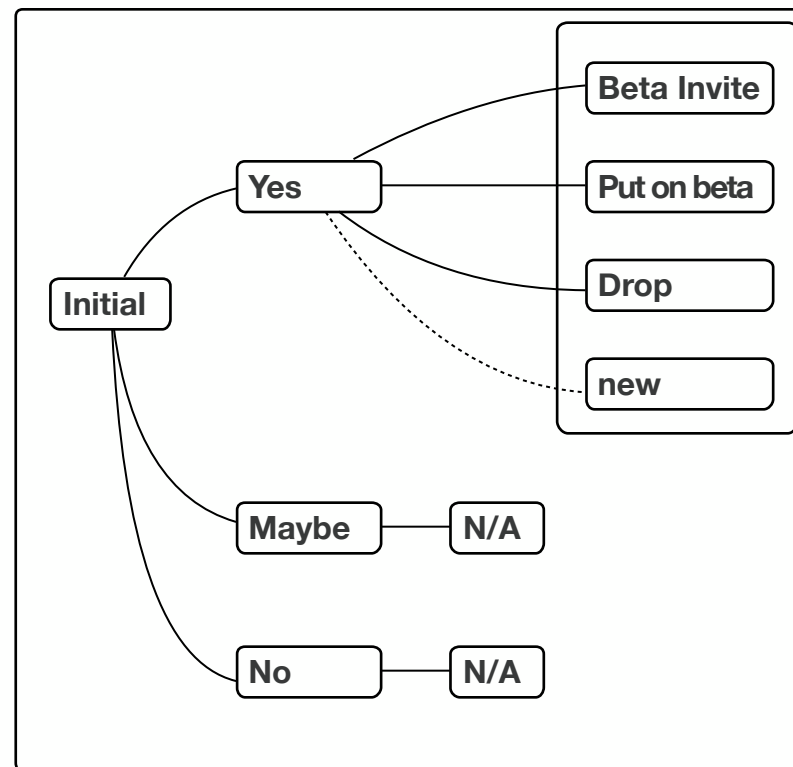 Beta Invite
Yes
Put on beta
Initial
Drop
new
Maybe
N/A
No
N/A